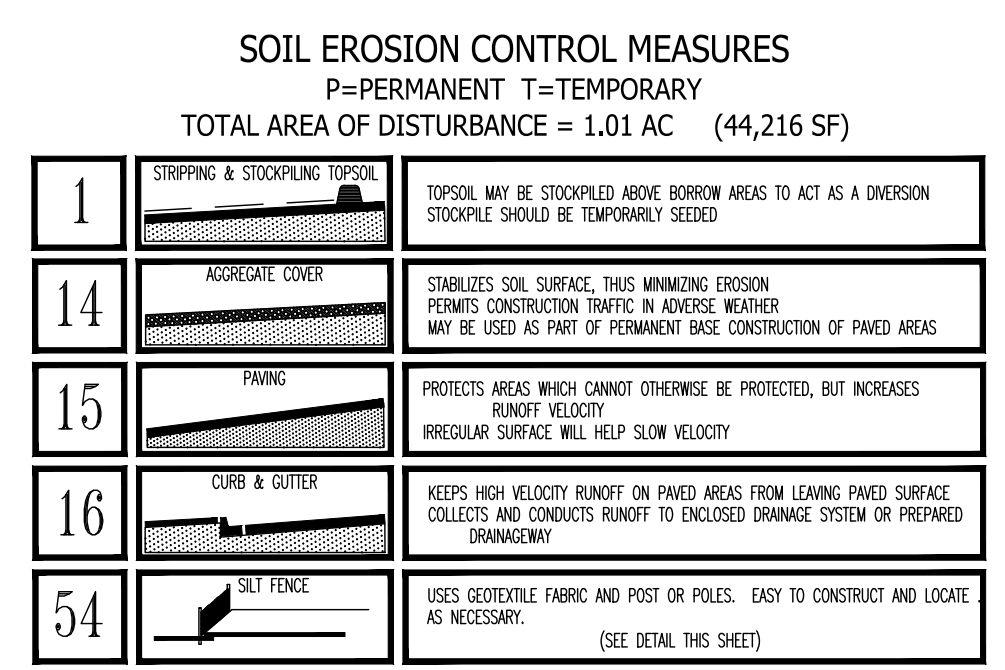 SOIL EROSION CONTROL MEASURES
P=PERMANENT T=TEMPORARY
TOTAL AREA OF DISTURBANCE = 1.01 AC (44,216 SF)
1
STRIPPING & STOCKPILING TOPSOIL
TOPSOIL MAY BE STOCKPILED ABOVE BORROW AREAS TO ACT AS A DIVERSION
STOCKPILE SHOULD BE TEMPORARILY SEEDED
14
AGGREGATE COVER
STABILIZES SOIL SURFACE, THUS MINIMIZING EROSION
PERMITS CONSTRUCTION TRAFFIC IN ADVERSE WEATHER
MAY BE USED AS PART OF PERMANENT BASE CONSTRUCTION OF PAVED AREAS
15
PAVING
PROTECTS AREAS WHICH CANNOT OTHERWISE BE PROTECTED, BUT INCREASES
RUNOFF VELOCITY
IRREGULAR SURFACE WILL HELP SLOW VELOCITY
16
CURB & GUTTER
KEEPS HIGH VELOCITY RUNOFF ON PAVED AREAS FROM LEAVING PAVED SURFACE
COLLECTS AND CONDUCTS RUNOFF TO ENCLOSED DRAINAGE SYSTEM OR PREPARED
DRAINAGEWAY
54
SILT FENCE
USES GEOTEXTILE FABRIC AND POST OR POLES. EASY TO CONSTRUCT AND LOCATE .
AS NECESSARY.
(SEE DETAIL THIS SHEET)